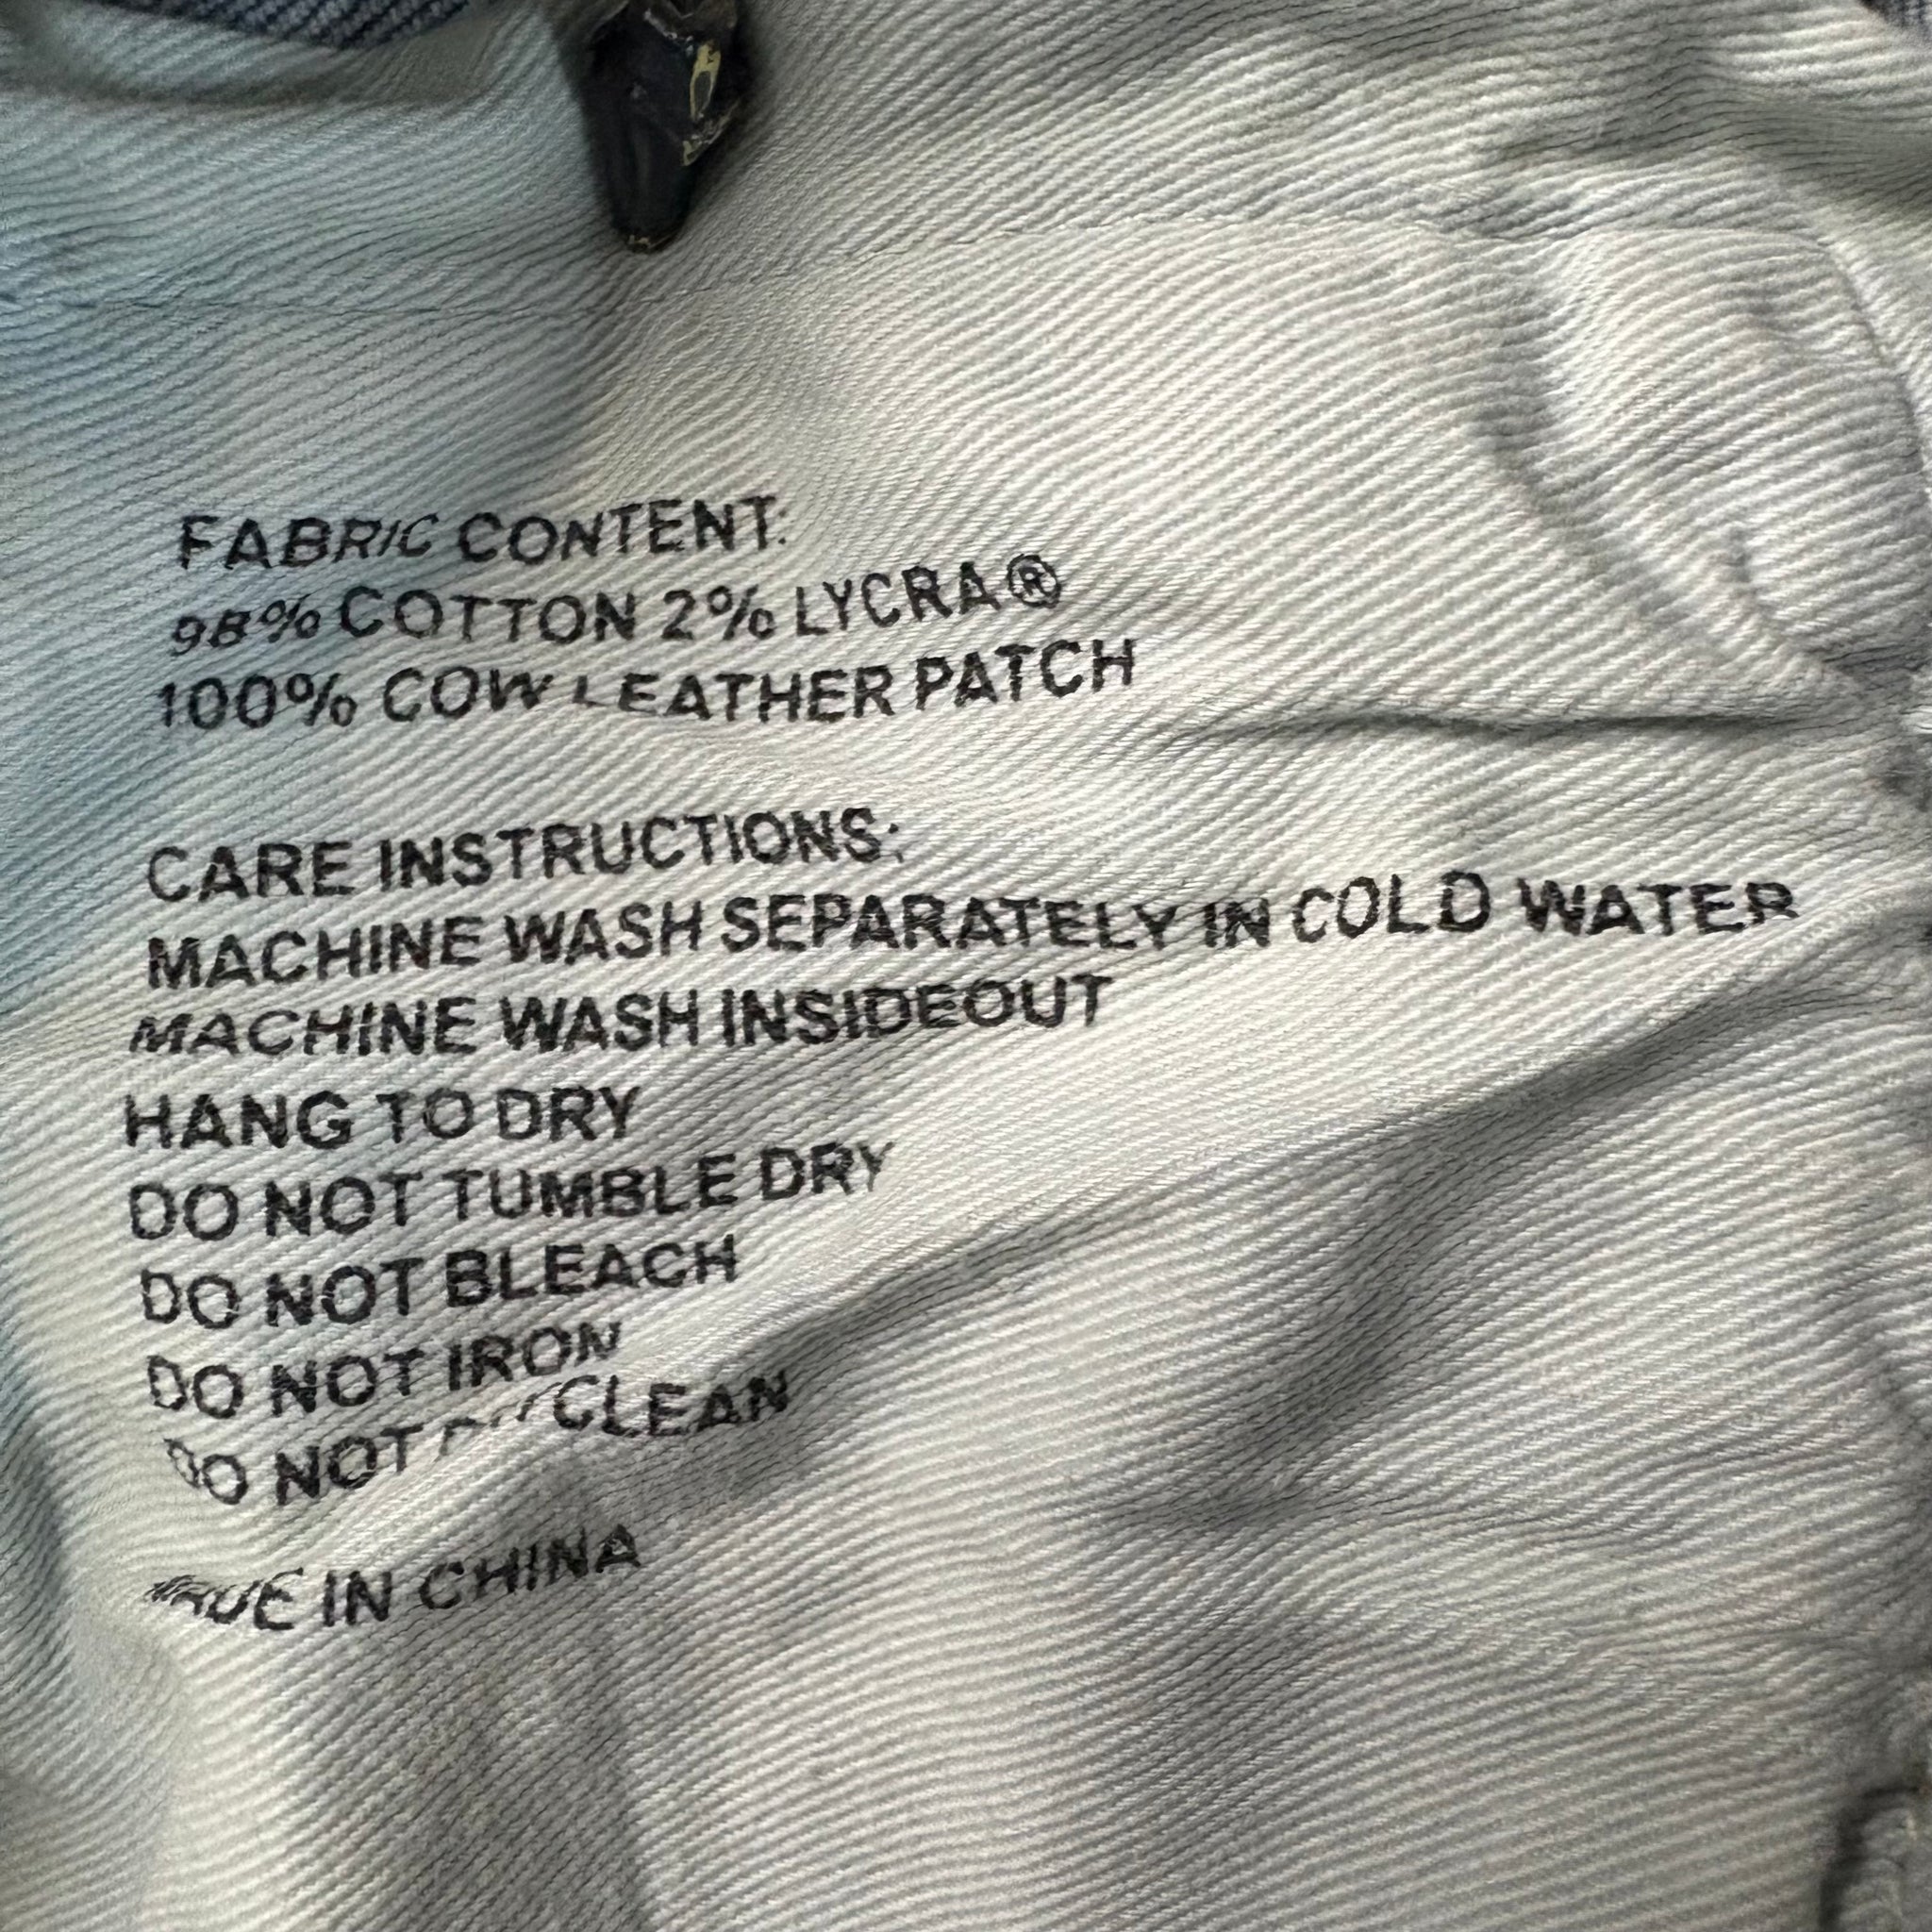 FABRIC CONTENT:
98% COTTON 2% LYCRA®
100% COW LEATHER PATCH
CARE INSTRUCTIONS:
MACHINE WASH SEPARATELY IN COLD WATER
MACHINE WASH INSIDEOUT
HANG TO DRY
DO NOT TUMBLE DRY
DO NOT BLEACH
DO NOT IRON
DO NOT CLEAN
MADE IN CHINA